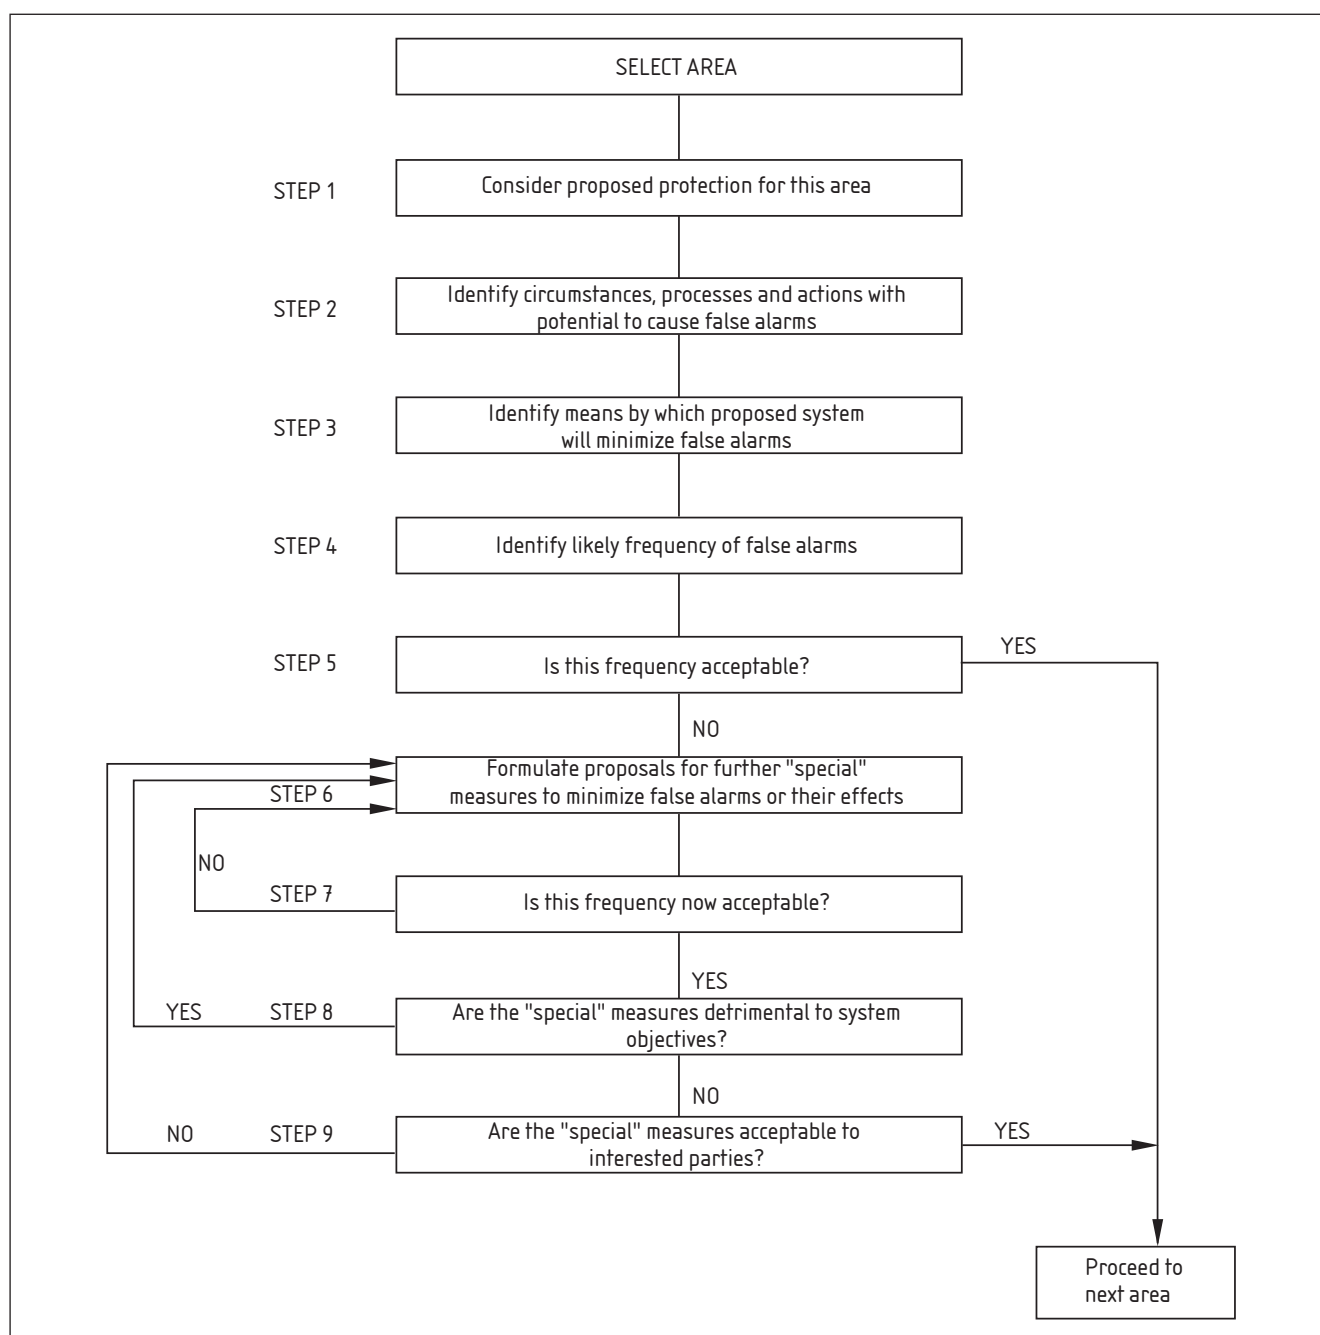 SELECT AREA
STEP 1
Consider proposed protection for this area
STEP 2
Identify circumstances, processes and actions with
potential to cause false alarms
STEP 3
Identify means by which proposed system
will minimize false alarms
STEP 4
Identify likely frequency of false alarms
STEP 5
Is this frequency acceptable?
YES
NO
STEP 6
Formulate proposals for further "special"
measures to minimize false alarms or their effects
NO
STEP 7
Is this frequency now acceptable?
YES
YES
STEP 8
Are the "special" measures detrimental to system
objectives?
NO
NO
STEP 9
Are the "special" measures acceptable to
interested parties?
YES
Proceed to
next area